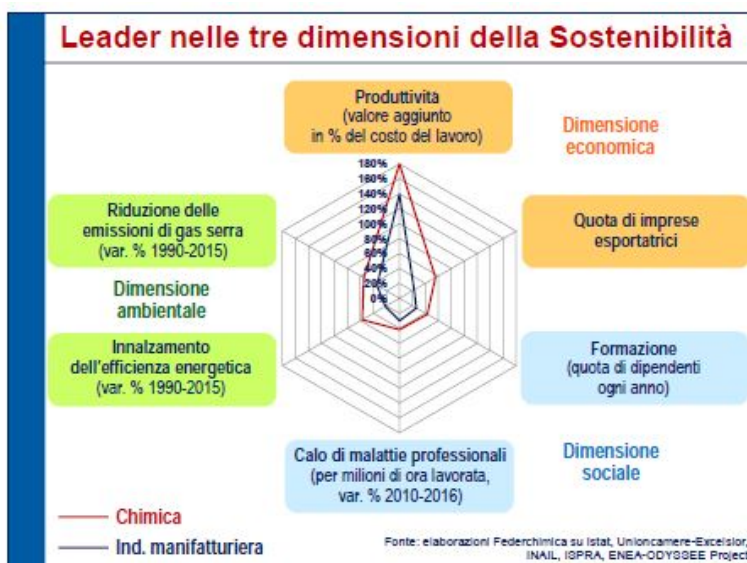 Leader nelle tre dimensioni della Sostenibilità
Produttività
(valore aggiunto
in % del costo del lavoro)
Dimensione
economica
180%
160%
140%
120%
100%
80%
60%
40%
20%
0%
Riduzione delle
emissioni di gas serra
(var. % 1990-2015)
Quota di imprese
esportatrici
Dimensione
ambientale
Innalzamento
dell'efficienza energetica
(var. % 1990-2015)
Formazione
(quota di dipendenti
ogni anno)
Calo di malattie professionali
(per milioni di ora lavorata,
var. % 2010-2016)
Dimensione
sociale
Chimica
Ind. manifatturiera
Fonte: elaborazioni Federchimica su Istat, Unioncamere-Excelsior,
INAIL, ISPRA, ENEA-ODYSSEE Project